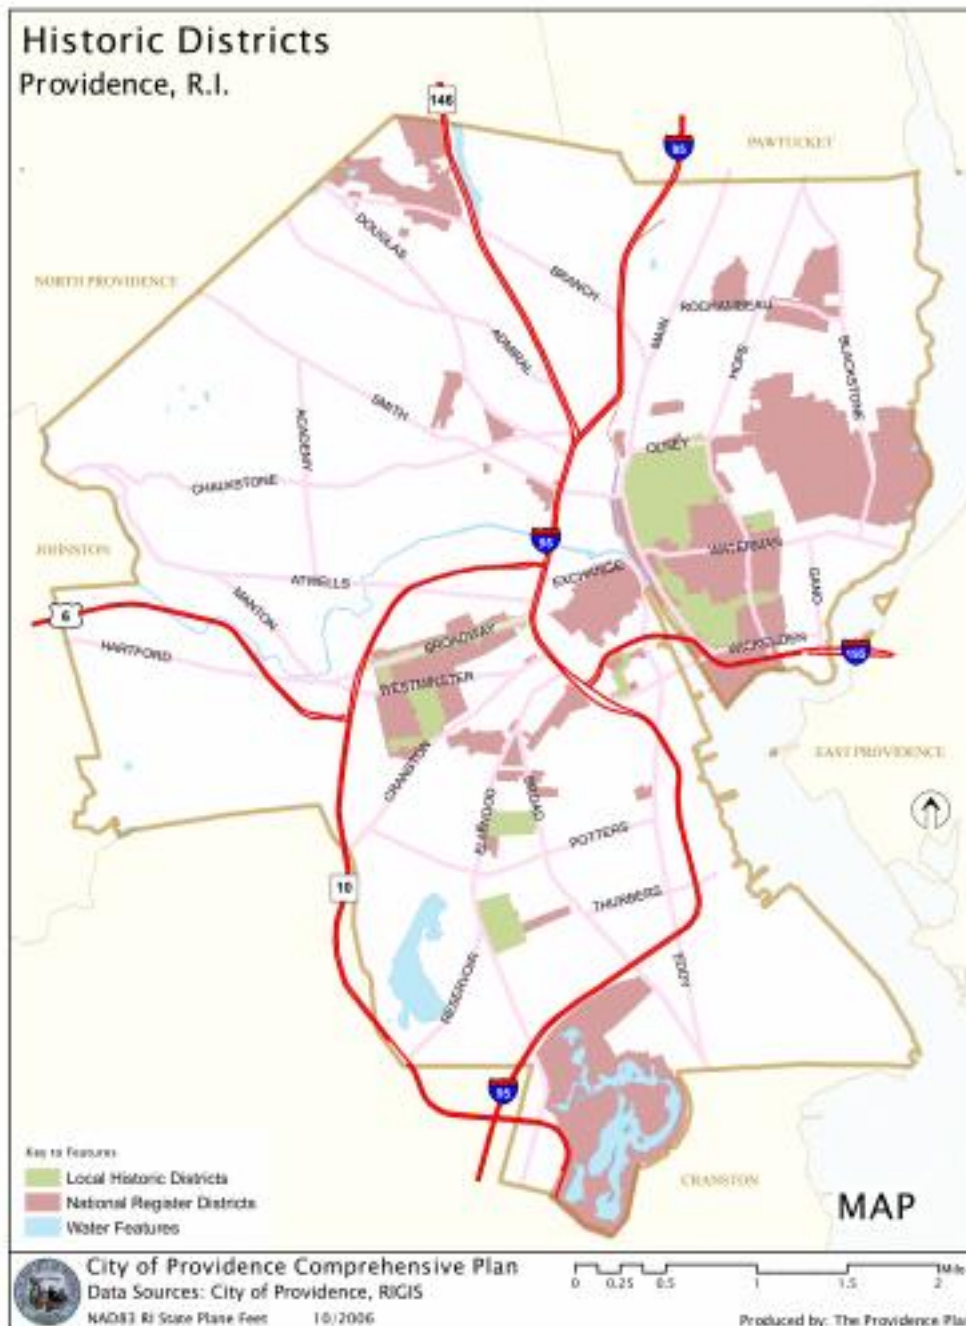 Historic Districts
Providence, R.I.
146
95
PAWTUCKET
NORTH PROVIDENCE
DOUGLAS
BRANCH
ROCHAMBEAU
MAIN
HOPE
BLACKSTONE
ADMIRAL
SMITH
ACADEMY
OLNEY
CHALKSTONE
JOHNSTON
95
WATERMAN
EXCHANGE
ATWELLS
GANO
MANTON
6
HARTFORD
BROADWAY
WICKENDEN
195
WESTMINSTER
EAST PROVIDENCE
CRANSTON
ELMWOOD
BROAD
POTTERS
10
THURBERS
RESERVOIR
EDDY
95
CRANSTON
Key to Features
Local Historic Districts
National Register Districts
Water Features
MAP
City of Providence Comprehensive Plan
Data Sources: City of Providence, RIGIS
NAD83 RI State Plane Feet 10/2006
0 0.25 0.5 1 1.5 2 Mile
Produced by: The Providence Plan